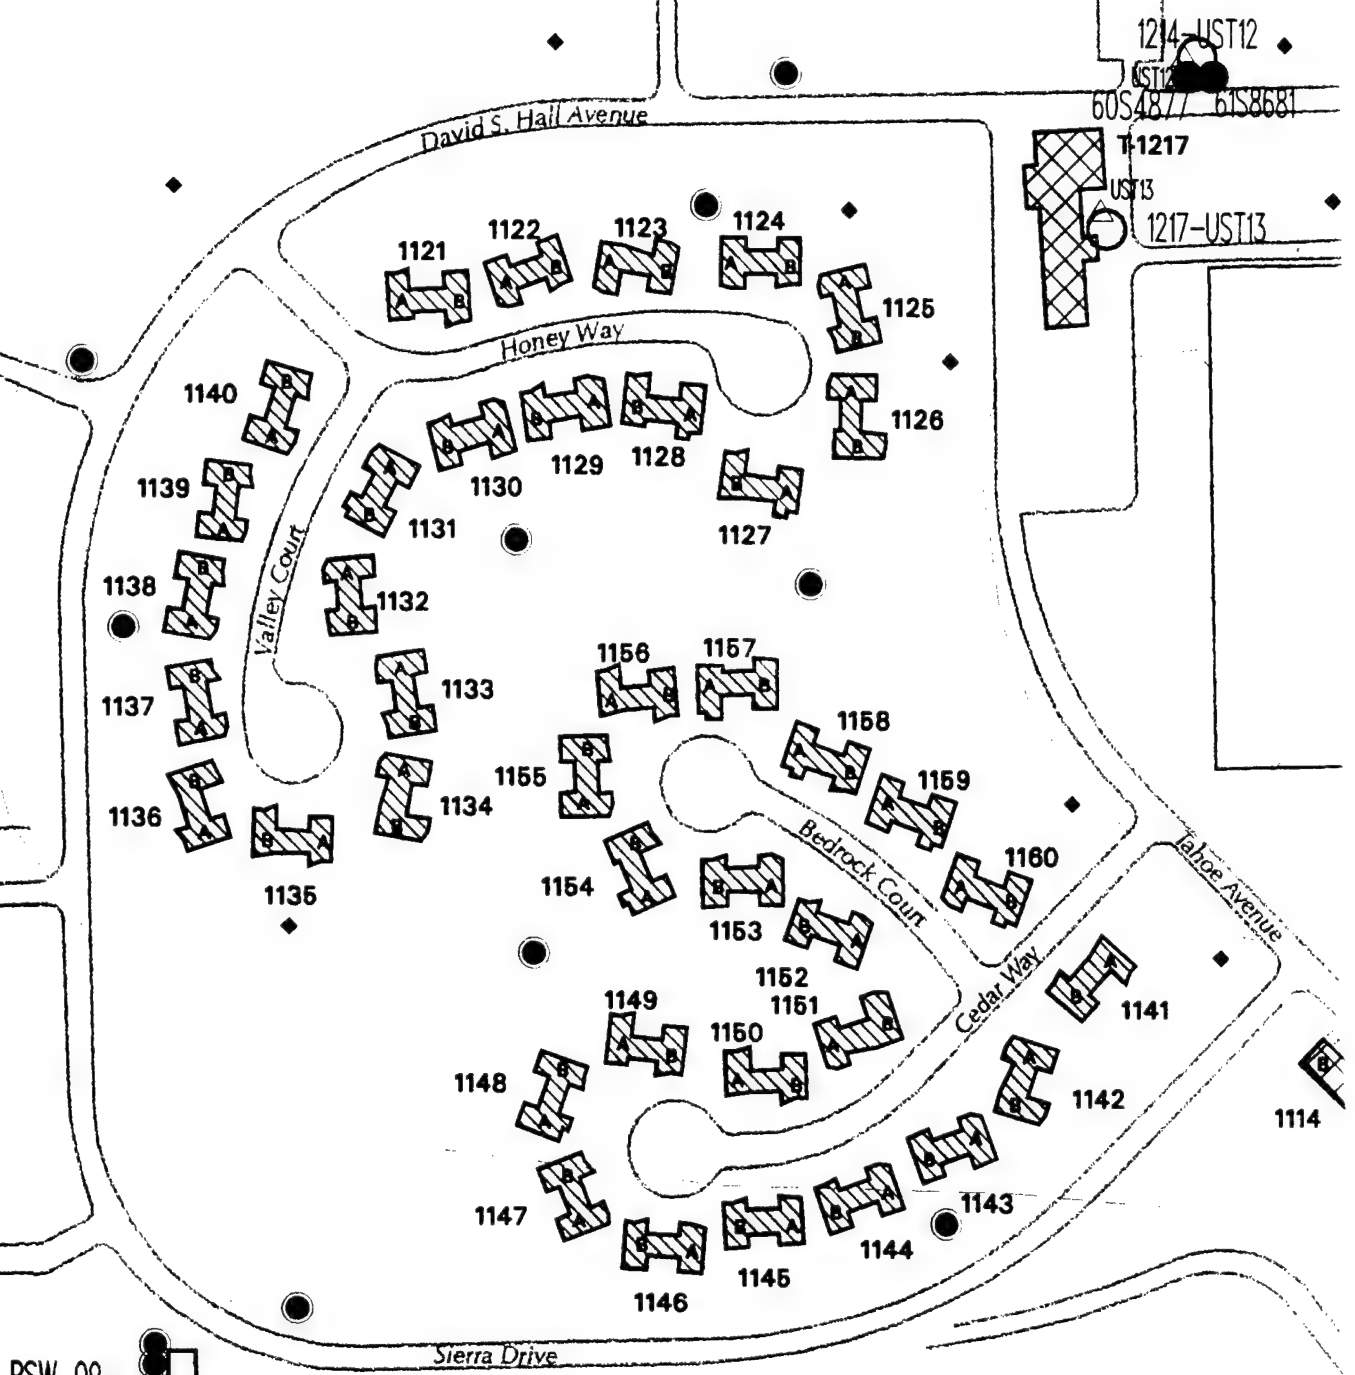 1214-UST12
UST12
60S4877 61S8681
David S. Hall Avenue
T-1217
UST13
1217-UST13
1121
A B
1122
A B
1123
A B
1124
A B
1125
A B
Honey Way
1126
A B
1140
B A
1130
B A
1129
B A
1128
B A
1127
B A
1139
B A
1131
A B
1138
B A
Valley Court
1132
A B
1137
B A
1133
A B
1156
A B
1157
A B
1158
A B
1136
B A
1135
B A
1134
A B
1155
B A
1159
A B
1154
B A
1153
B A
Bedrock Court
1160
A B
Tahoe Avenue
1152
B A
1151
A B
Cedar Way
1141
A B
1149
A B
1150
A B
1148
B A
1142
A B
B
1114
1147
B A
1143
B A
1144
B A
1145
B A
1146
B A
Sierra Drive